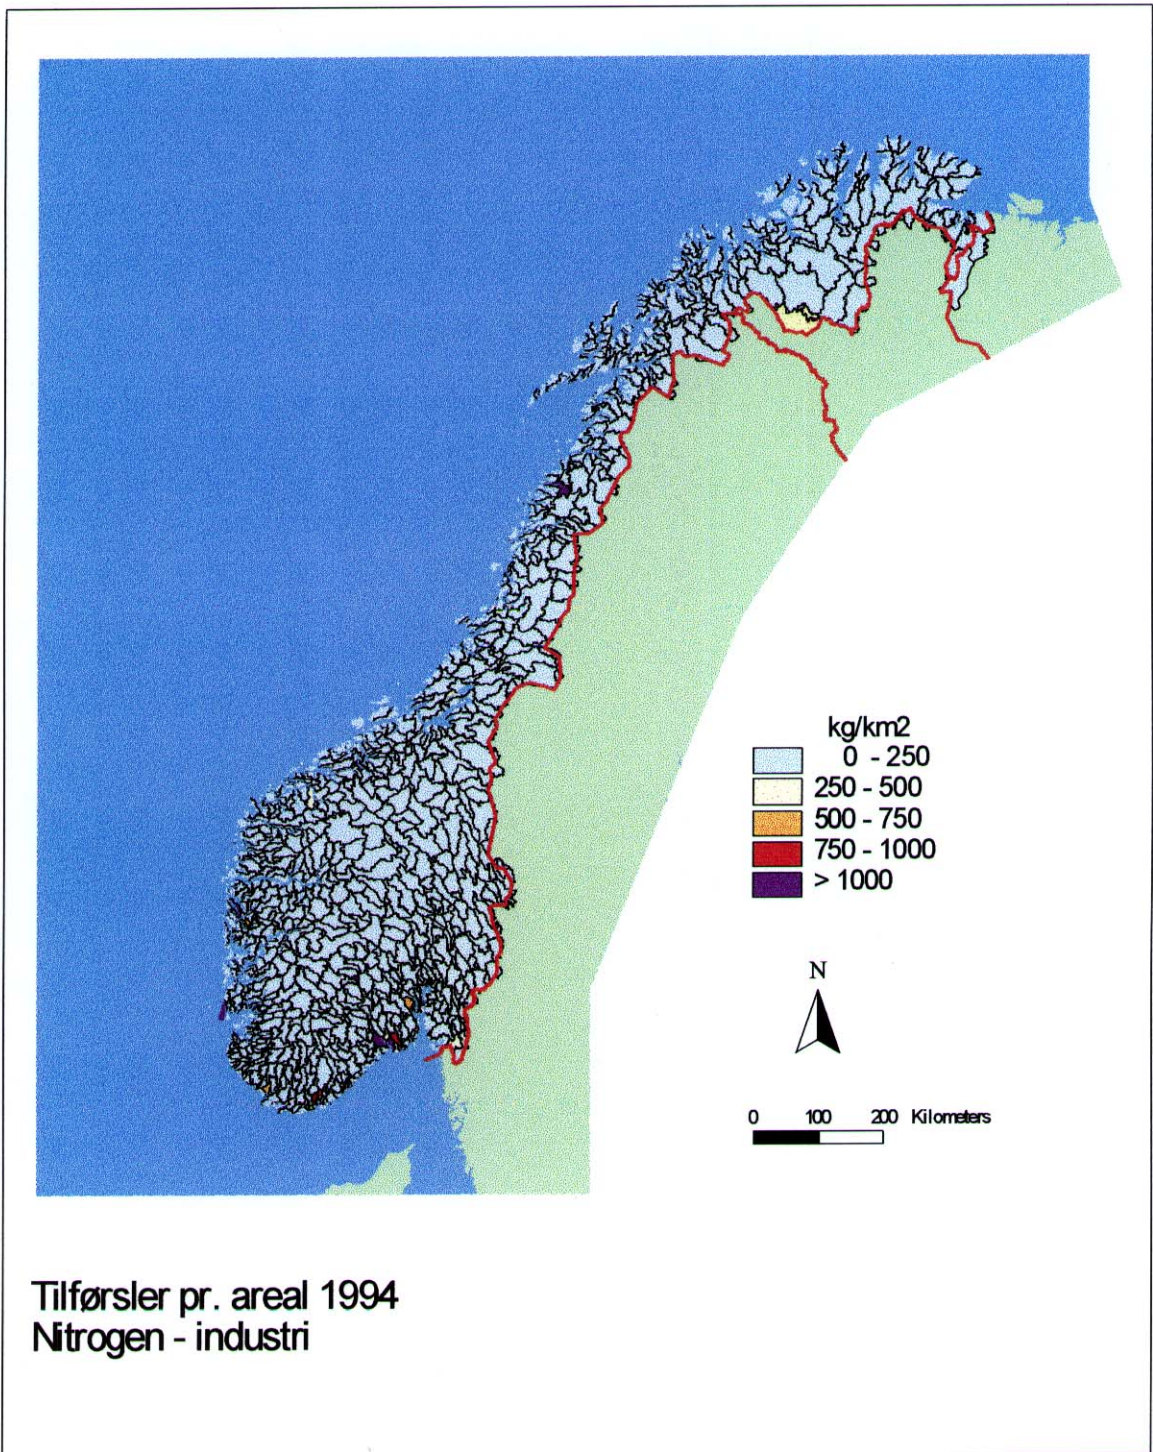 kg/km2
0 - 250
250 - 500
500 - 750
750 - 1000
> 1000
N
0 100 200 Kilometers
Tilførsler pr. areal 1994
Nitrogen - industri